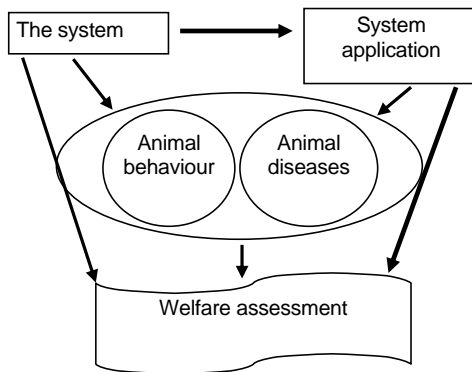 The system
System
application
Animal
behaviour
Animal
diseases
Welfare assessment